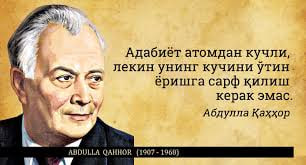 Адабиёт атомдан кучли,
лекин унинг кучини ўтин
ёришга сарф қилиш
керак эмас.
Абдулла Қаҳҳор
ABDULLA QAHHOR (1907 - 1968)